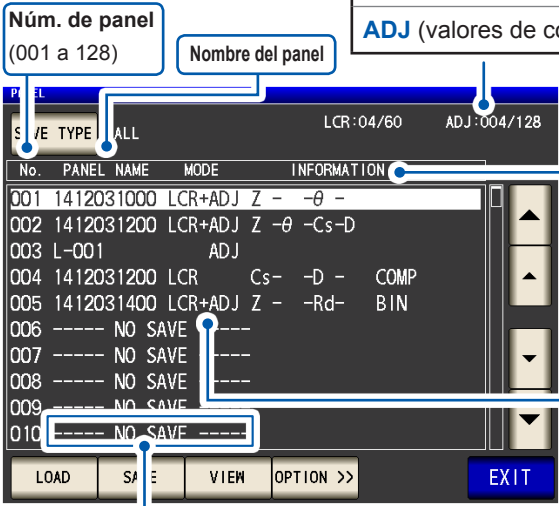 Núm. de panel
(001 a 128)
Nombre del panel
ADJ (valores de co
PANEL
SAVE TYPE ALL LCR:04/60 ADJ:004/128
No. PANEL NAME MODE INFORMATION
001 1412031000 LCR+ADJ Z - -θ -
002 1412031200 LCR+ADJ Z -θ -Cs-D
003 L-001 ADJ
004 1412031200 LCR Cs- -D - COMP
005 1412031400 LCR+ADJ Z - -Rd- BIN
006 ----- NO SAVE -----
007 ----- NO SAVE -----
008 ----- NO SAVE -----
009 ----- NO SAVE -----
010 ----- NO SAVE -----
LOAD SAVE VIEW OPTION >> EXIT